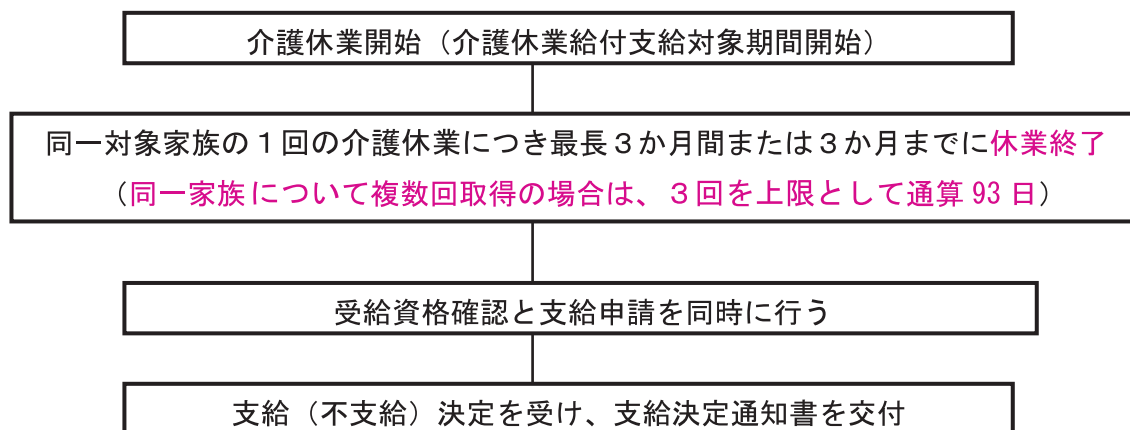 介護休業開始（介護休業給付支給対象期間開始）
同一対象家族の１回の介護休業につき最長３か月間または３か月までに休業終了
（同一家族について複数回取得の場合は、３回を上限として通算 93 日）
受給資格確認と支給申請を同時に行う
支給（不支給）決定を受け、支給決定通知書を交付